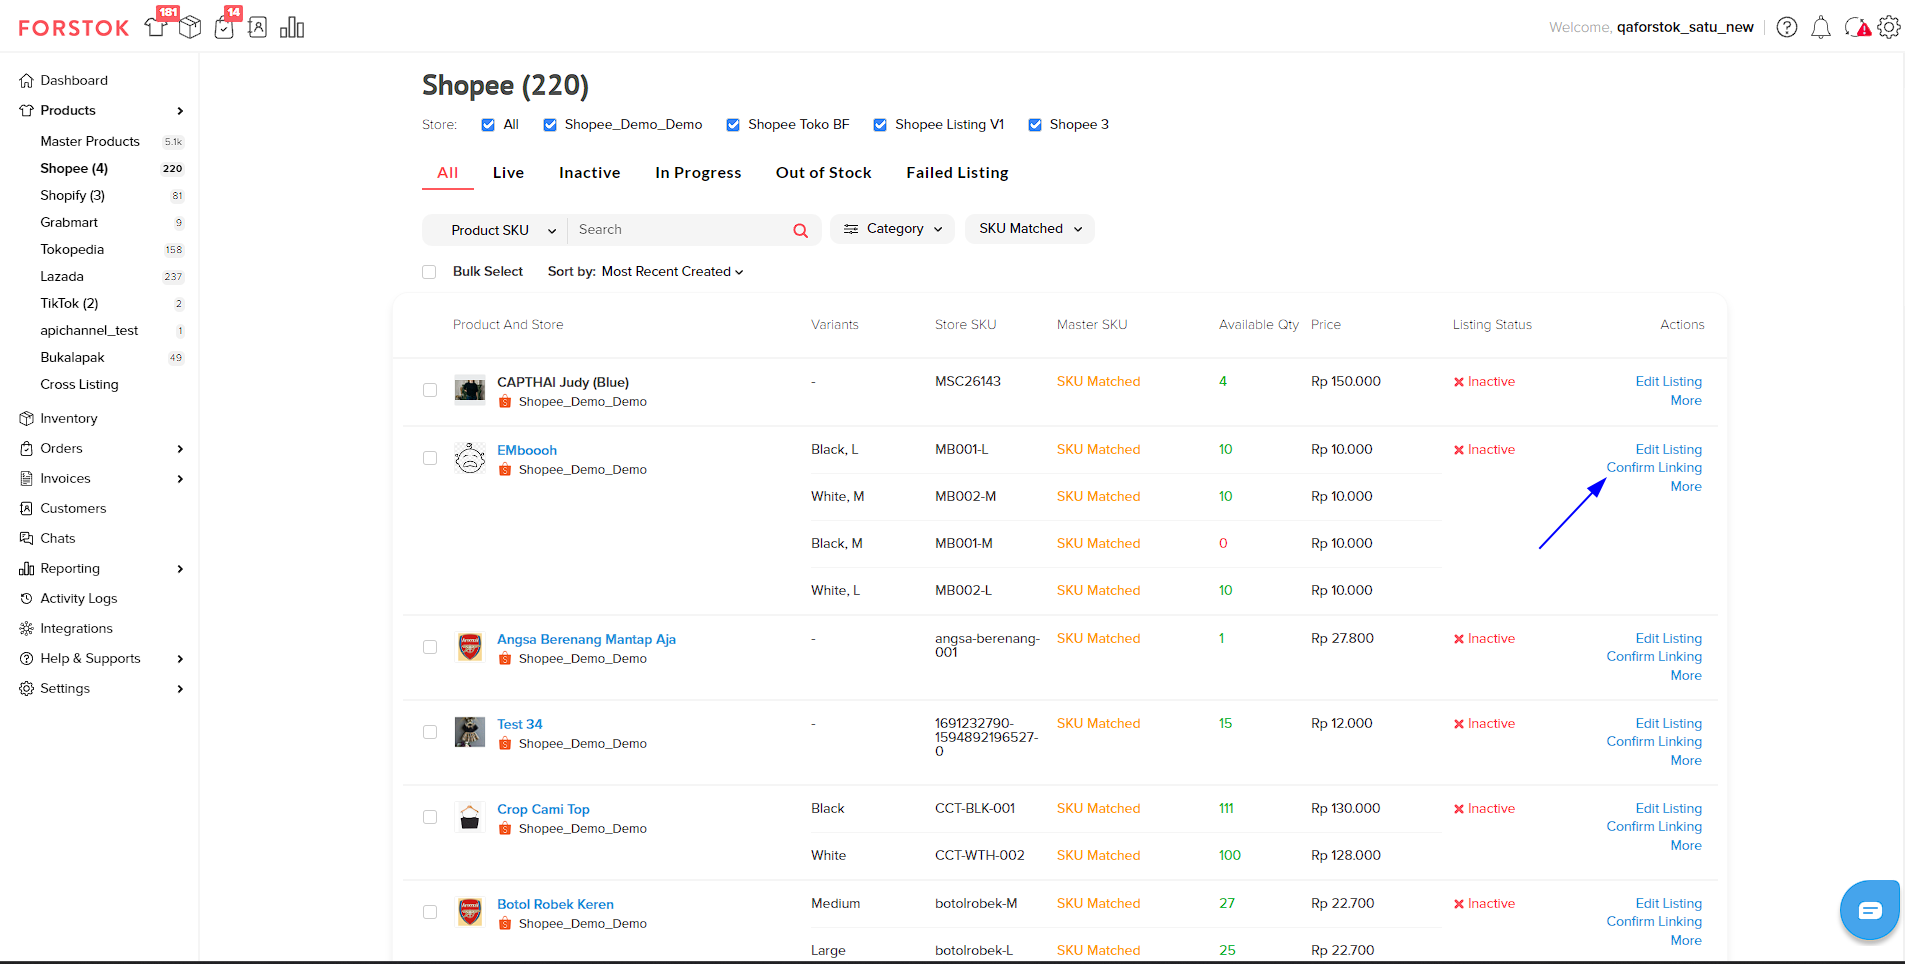 FORSTOK
181
14
Welcome, qaforstok_satu_new
Dashboard
Products
Master Products 5.1k
Shopee (4) 220
Shopify (3) 81
Grabmart 9
Tokopedia 158
Lazada 237
TikTok (2) 2
apichannel_test 1
Bukalapak 49
Cross Listing
Inventory
Orders
Invoices
Customers
Chats
Reporting
Activity Logs
Integrations
Help & Supports
Settings
Shopee (220)
Store: All Shopee_Demo_Demo Shopee Toko BF Shopee Listing V1 Shopee 3
All Live Inactive In Progress Out of Stock Failed Listing
Product SKU Search Category SKU Matched
Bulk Select Sort by: Most Recent Created
Product And Store Variants Store SKU Master SKU Available Qty Price Listing Status Actions
CAPTHAI Judy (Blue) - MSC26143 SKU Matched 4 Rp 150.000 Inactive Edit Listing
Shopee_Demo_Demo More
EMboooh Black, L MB001-L SKU Matched 10 Rp 10.000 Inactive Edit Listing
Shopee_Demo_Demo Confirm Linking
More
White, M MB002-M SKU Matched 10 Rp 10.000
Black, M MB001-M SKU Matched 0 Rp 10.000
White, L MB002-L SKU Matched 10 Rp 10.000
Angsa Berenang Mantap Aja - angsa-berenang- SKU Matched 1 Rp 27.800 Inactive Edit Listing
Shopee_Demo_Demo 001 Confirm Linking
More
Test 34 - 1691232790- SKU Matched 15 Rp 12.000 Inactive Edit Listing
Shopee_Demo_Demo 1594892196527- Confirm Linking
0 More
Crop Cami Top Black CCT-BLK-001 SKU Matched 111 Rp 130.000 Inactive Edit Listing
Shopee_Demo_Demo Confirm Linking
More
White CCT-WTH-002 SKU Matched 100 Rp 128.000
Botol Robek Keren Medium botolrobek-M SKU Matched 27 Rp 22.700 Inactive Edit Listing
Shopee_Demo_Demo Confirm Linking
More
Large botolrobek-L SKU Matched 25 Rp 22.700